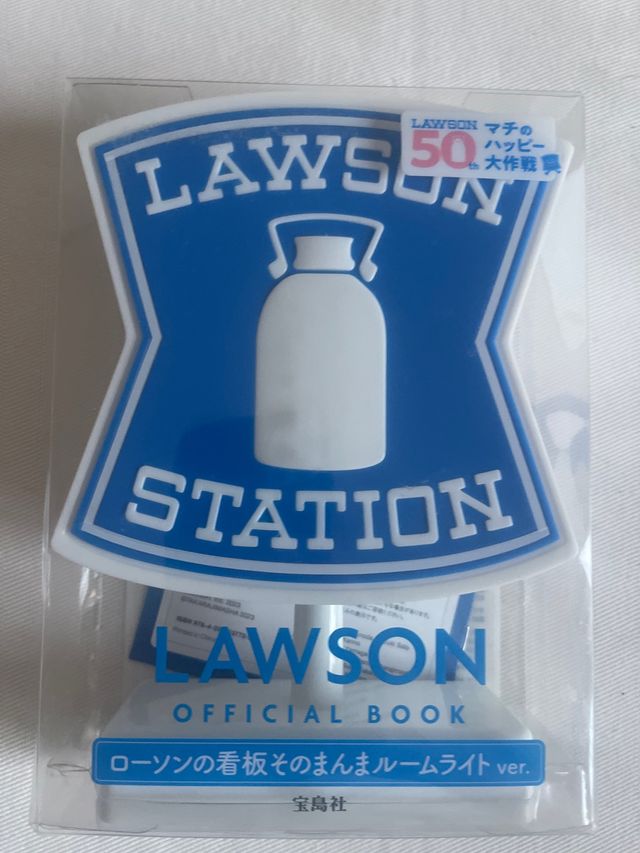 LAWSON
LAWSON
50th
マチの
ハッピー
大作戦
STATION
LAWSON
OFFICIAL BOOK
ローソンの看板そのまんまルームライト ver.
宝島社